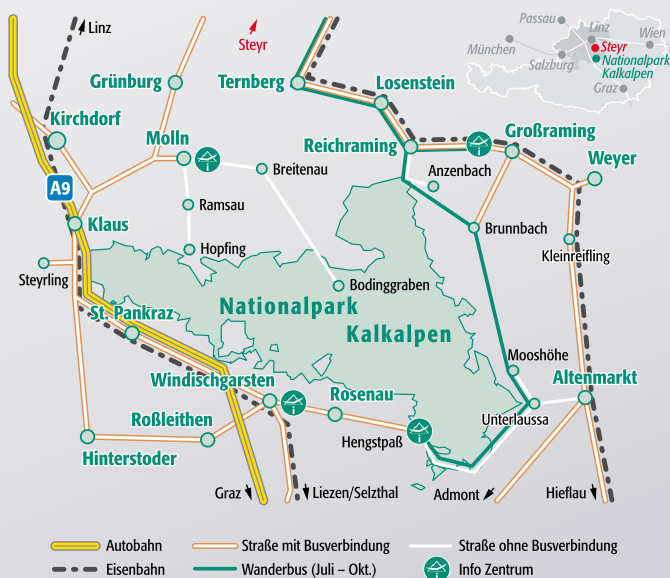 Linz
Steyr
Passau
Linz
Wien
München
Steyr
Salzburg
Nationalpark
Kalkalpen
Graz
Grünburg
Ternberg
Losenstein
Kirchdorf
Molln
Reichraming
Großraming
Weyer
Breitenau
Anzenbach
A9
Ramsau
Klaus
Brunnbach
Hopfing
Kleinreifling
Steyrling
Bodinggraben
Nationalpark
St. Pankraz
Kalkalpen
Mooshöhe
Windischgarsten
Altenmarkt
Rosenau
Roßleithen
Unterlaussa
Hengstpaß
Hinterstoder
Graz
Liezen/Selzthal
Admont
Hieflau
Autobahn
Straße mit Busverbindung
Straße ohne Busverbindung
Eisenbahn
Wanderbus (Juli – Okt.)
Info Zentrum